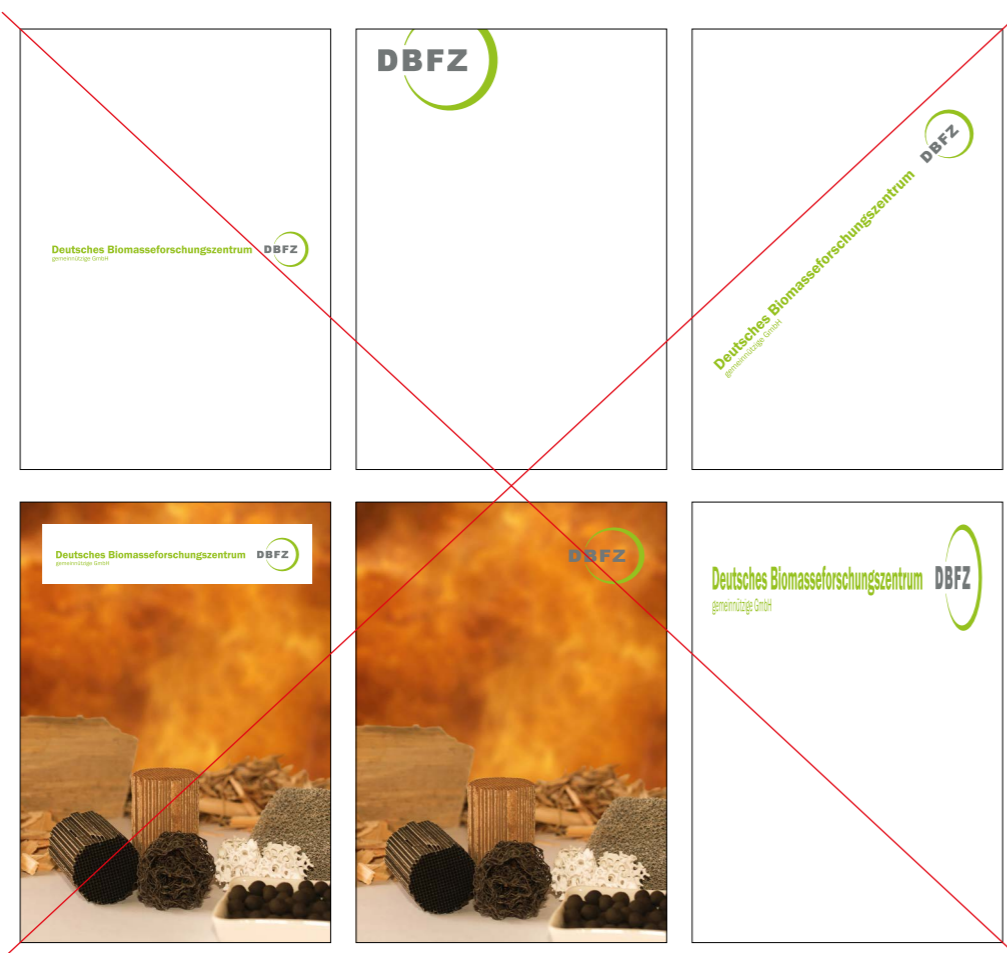 Deutsches Biomasseforschungszentrum
gemeinnützige GmbH
DBFZ
DBFZ
Deutsches Biomasseforschungszentrum
gemeinnützige GmbH
DBFZ
Deutsches Biomasseforschungszentrum
gemeinnützige GmbH
DBFZ
DBFZ
Deutsches Biomasseforschungszentrum
gemeinnützige GmbH
DBFZ